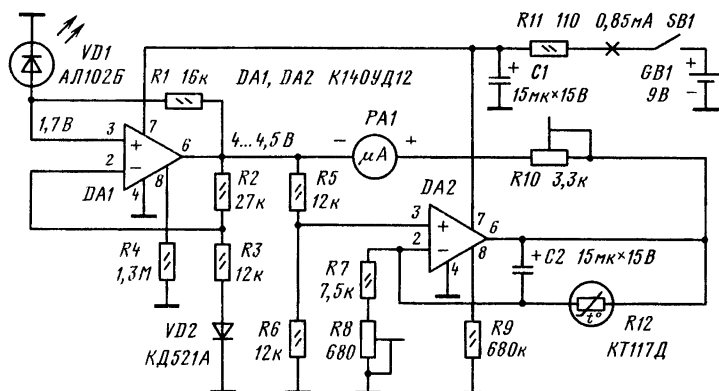 R11 110 0,85мА SB1
VD1
АЛ102Б
R1 16к
DA1, DA2 К140УД12
+ C1
15мк×15В
+ GB1
-
9В
1,7В
3
7
+
6
2
-
4
8
DA1
4...4,5В
PA1
- μA +
R10 3,3к
R2
27к
R5
12к
DA2
3
+
7
6
2
-
4
8
R4
1,3М
R3
12к
R7
7,5к
+ C2 15мк×15В
VD2
КД521А
R6
12к
R8
680
R9
680к
t°
R12
КТ117Д